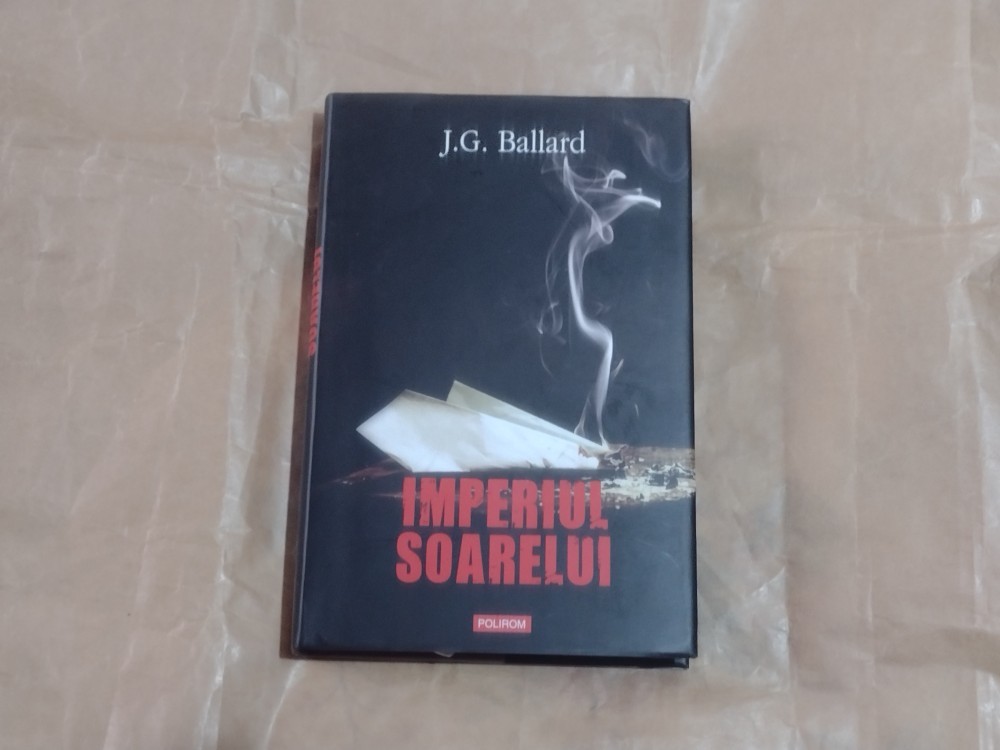 J.G. Ballard
IMPERIUL
SOARELUI
POLIROM